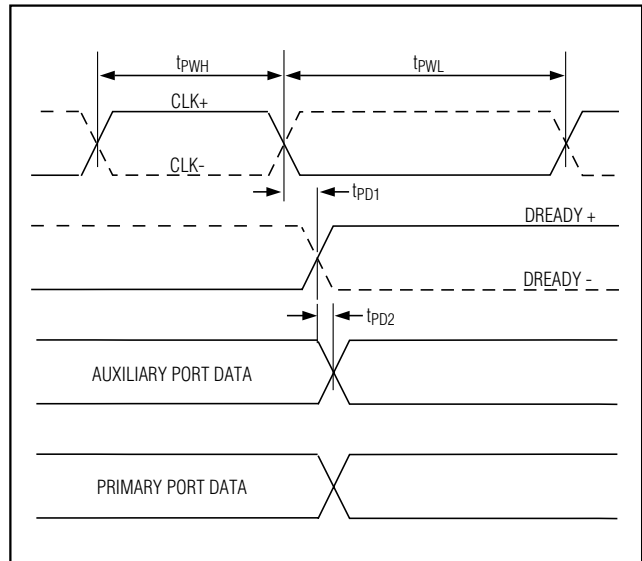 tPWH
tPWL
CLK+
CLK-
tPD1
DREADY +
DREADY -
tPD2
AUXILIARY PORT DATA
PRIMARY PORT DATA